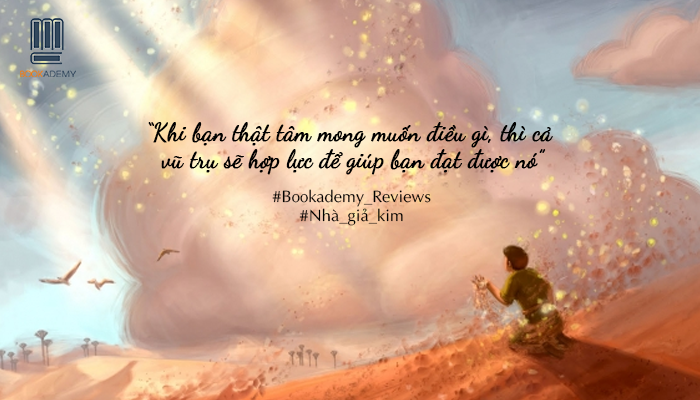 BOOKADEMY
“Khi bạn thật tâm mong muốn điều gì, thì cả
vũ trụ sẽ hợp lực để giúp bạn đạt được nó”
#Bookademy_Reviews
#Nhà_giả_kim